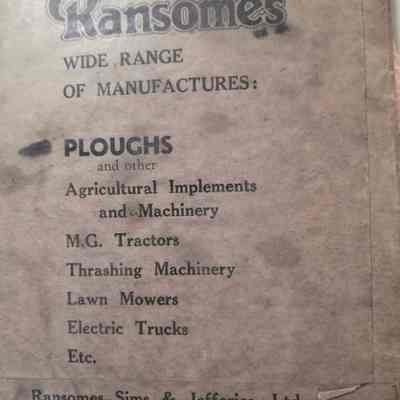 Ransomes
WIDE RANGE
OF MANUFACTURES:
PLOUGHS
and other
Agricultural Implements
and Machinery
M.G. Tractors
Thrashing Machinery
Lawn Mowers
Electric Trucks
Etc.
Ransomes Sims & Jefferies Ltd